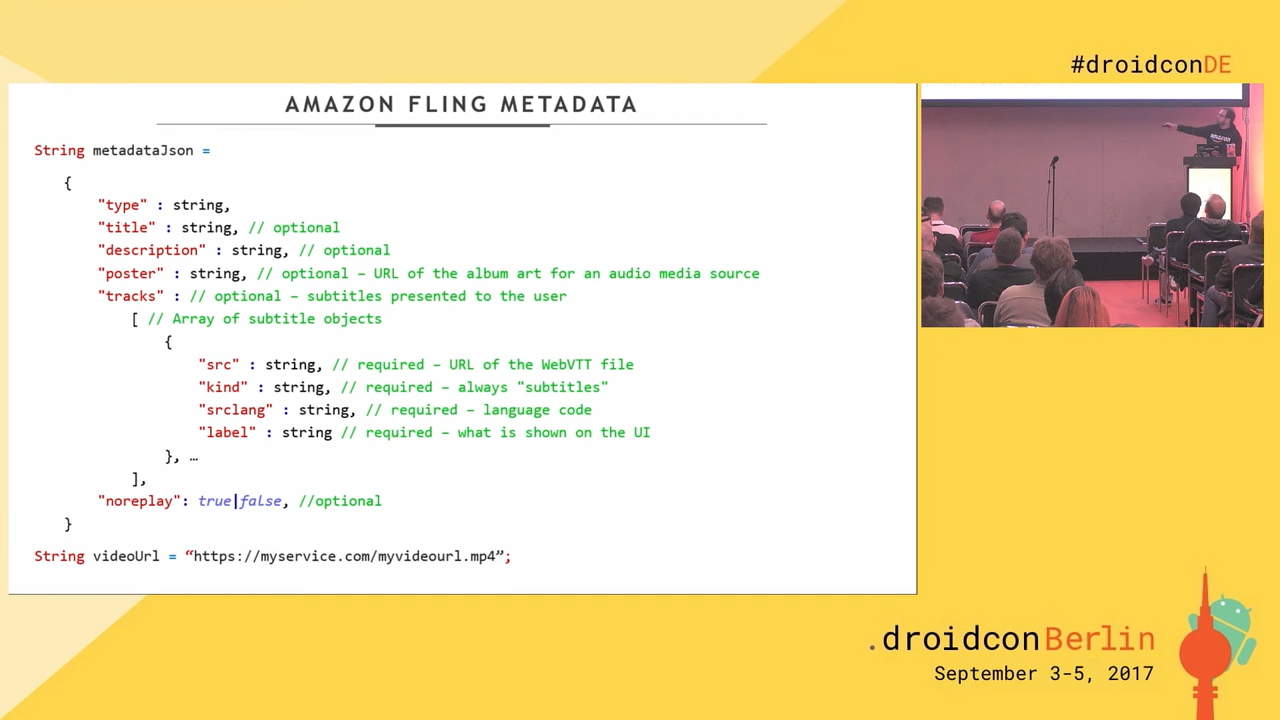 #droidconDE
AMAZON FLING METADATA
String metadataJson =
{
"type" : string,
"title" : string, // optional
"description" : string, // optional
"poster" : string, // optional – URL of the album art for an audio media source
"tracks" : // optional – subtitles presented to the user
[ // Array of subtitle objects
{
"src" : string, // required – URL of the WebVTT file
"kind" : string, // required – always "subtitles"
"srclang" : string, // required – language code
"label" : string // required – what is shown on the UI
}, …
],
"noreplay": true|false, //optional
}
String videoUrl = “https://myservice.com/myvideourl.mp4”;
amazon
.droidconBerlin
September 3-5, 2017